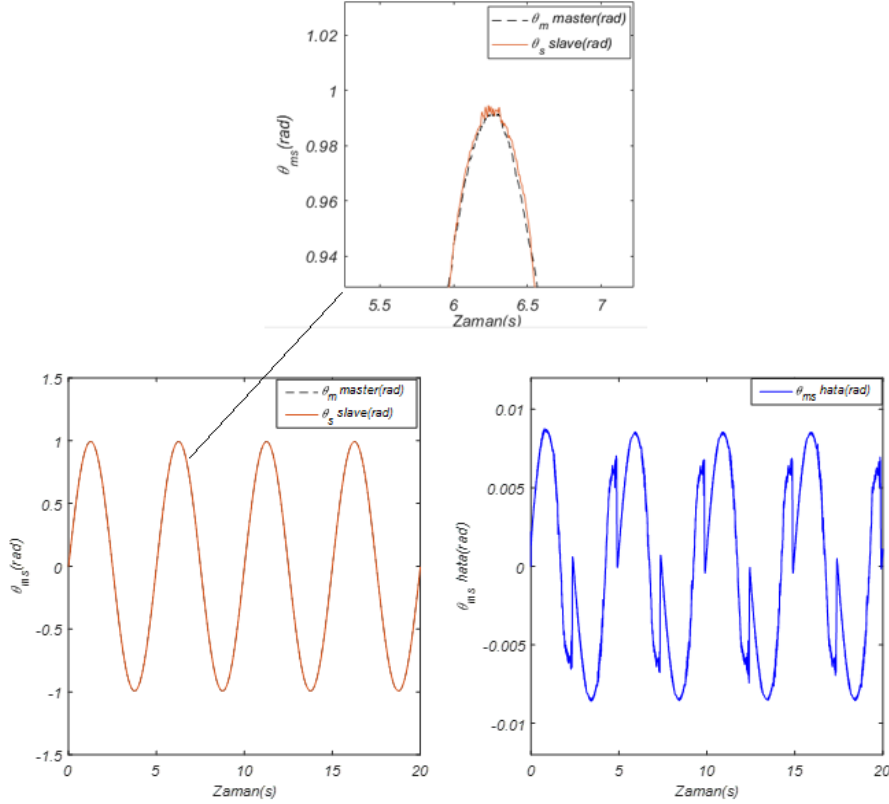 θm master(rad)
θs slave(rad)
1.02
1
0.98
0.96
0.94
θms(rad)
5.5 6 6.5 7
Zaman(s)
θm master(rad)
θs slave(rad)
1.5
1
0.5
0
-0.5
-1
-1.5
θms(rad)
0 5 10 15 20
Zaman(s)
θms hata(rad)
0.01
0.005
0
-0.005
-0.01
θms hata(rad)
0 5 10 15 20
Zaman(s)